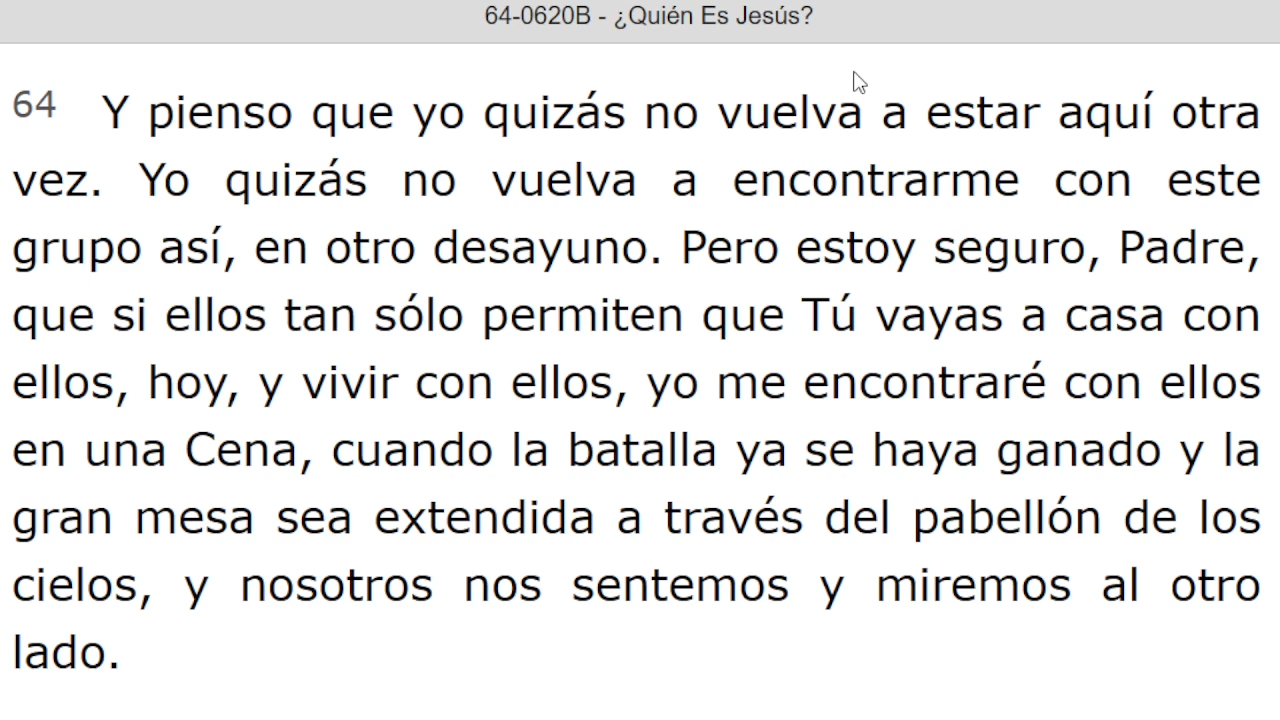 64-0620B - ¿Quién Es Jesús?
64 Y pienso que yo quizás no vuelva a estar aquí otra
vez. Yo quizás no vuelva a encontrarme con este
grupo así, en otro desayuno. Pero estoy seguro, Padre,
que si ellos tan sólo permiten que Tú vayas a casa con
ellos, hoy, y vivir con ellos, yo me encontraré con ellos
en una Cena, cuando la batalla ya se haya ganado y la
gran mesa sea extendida a través del pabellón de los
cielos, y nosotros nos sentemos y miremos al otro
lado.